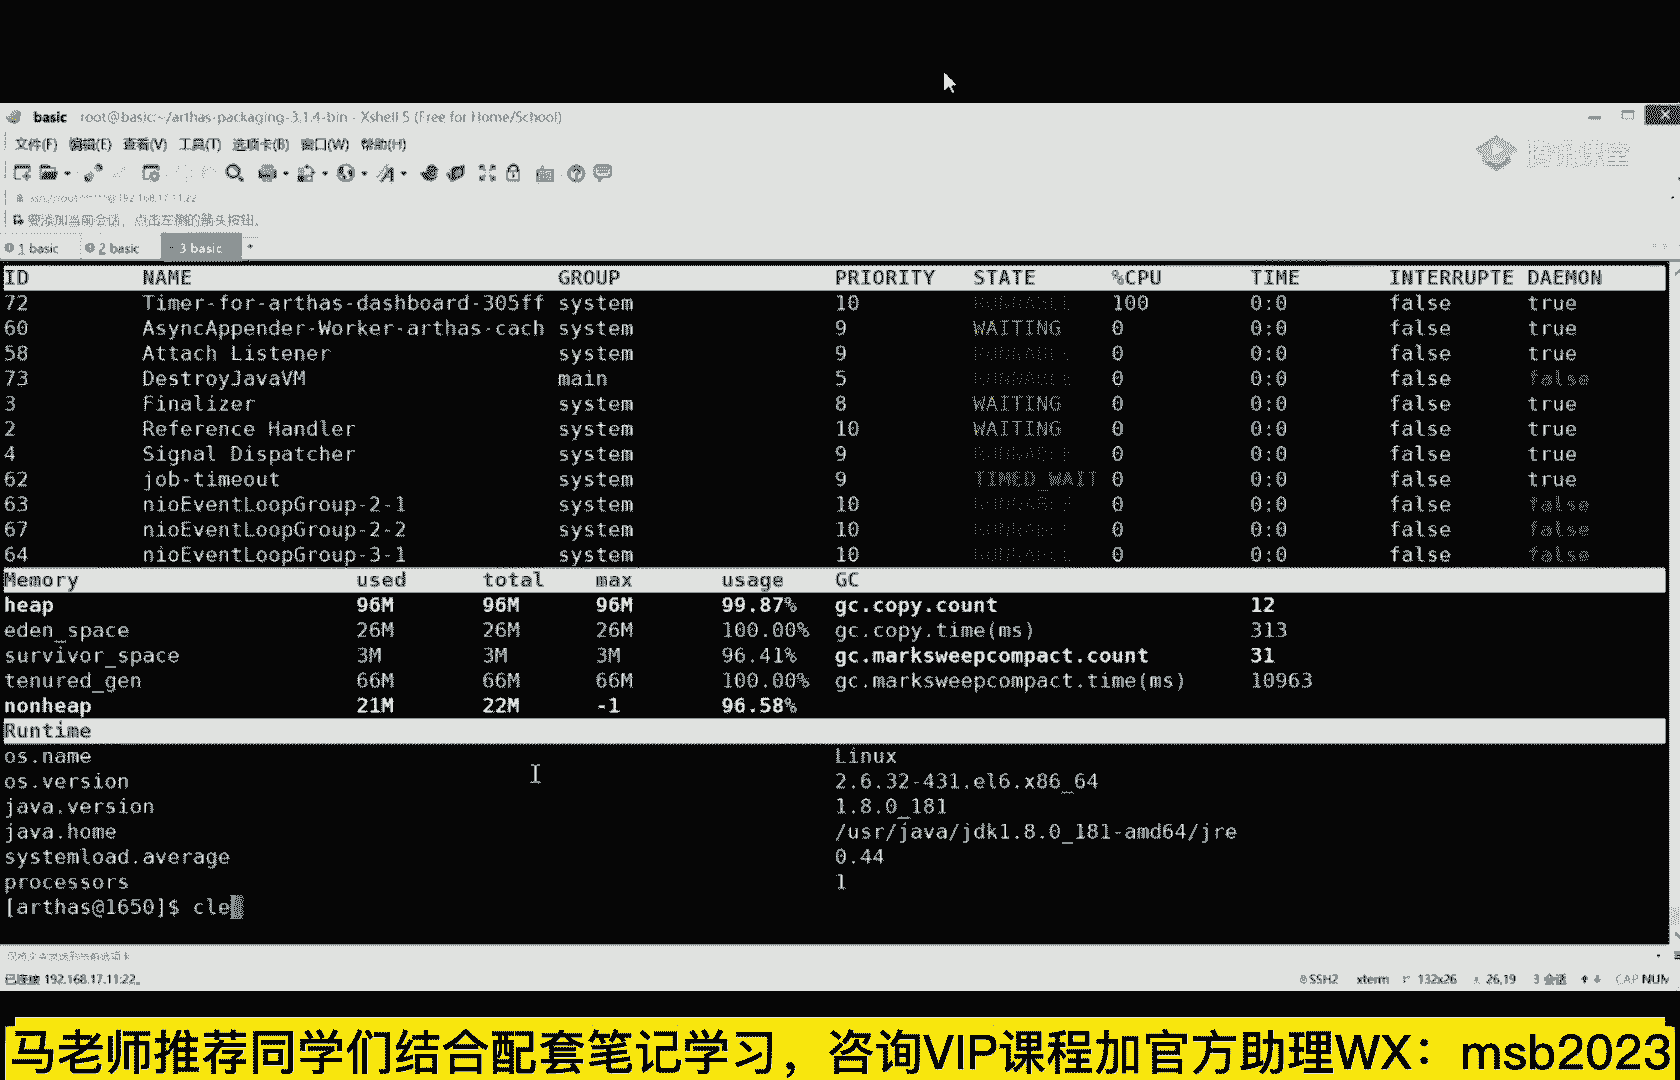 basic root@basic:~/arthas-packaging-3.1.4-bin - Xshell 5 (Free for Home/School)
文件(F) 编辑(E) 查看(V) 工具(T) 选项卡(B) 窗口(W) 帮助(H)
要添加当前会话，点击左侧的箭头按钮。
1 basic 2 basic 3 basic
ID NAME GROUP PRIORITY STATE %CPU TIME INTERRUPTE DAEMON
72 Timer-for-arthas-dashboard-305ff system 10 RUNNABLE 100 0:0 false true
60 AsyncAppender-Worker-arthas-cach system 9 WAITING 0 0:0 false true
58 Attach Listener system 9 RUNNABLE 0 0:0 false true
73 DestroyJavaVM main 5 RUNNABLE 0 0:0 false false
3 Finalizer system 8 WAITING 0 0:0 false true
2 Reference Handler system 10 WAITING 0 0:0 false true
4 Signal Dispatcher system 9 RUNNABLE 0 0:0 false true
62 job-timeout system 9 TIMED_WAIT 0 0:0 false true
63 nioEventLoopGroup-2-1 system 10 RUNNABLE 0 0:0 false false
67 nioEventLoopGroup-2-2 system 10 RUNNABLE 0 0:0 false false
64 nioEventLoopGroup-3-1 system 10 RUNNABLE 0 0:0 false false
Memory used total max usage GC
heap 96M 96M 96M 99.87% gc.copy.count 12
eden_space 26M 26M 26M 100.00% gc.copy.time(ms) 313
survivor_space 3M 3M 3M 96.41% gc.marksweepcompact.count 31
tenured_gen 66M 66M 66M 100.00% gc.marksweepcompact.time(ms) 10963
nonheap 21M 22M -1 96.58%
Runtime
os.name Linux
os.version 2.6.32-431.el6.x86_64
java.version 1.8.0_181
java.home /usr/java/jdk1.8.0_181-amd64/jre
systemload.average 0.44
processors 1
[arthas@1650]$ cle
已连接 192.168.17.11:22。 SSH2 xterm 132x26 26,19 3 会话 CAP NUM
马老师推荐同学们结合配套笔记学习，咨询VIP课程加官方助理WX：msb2023